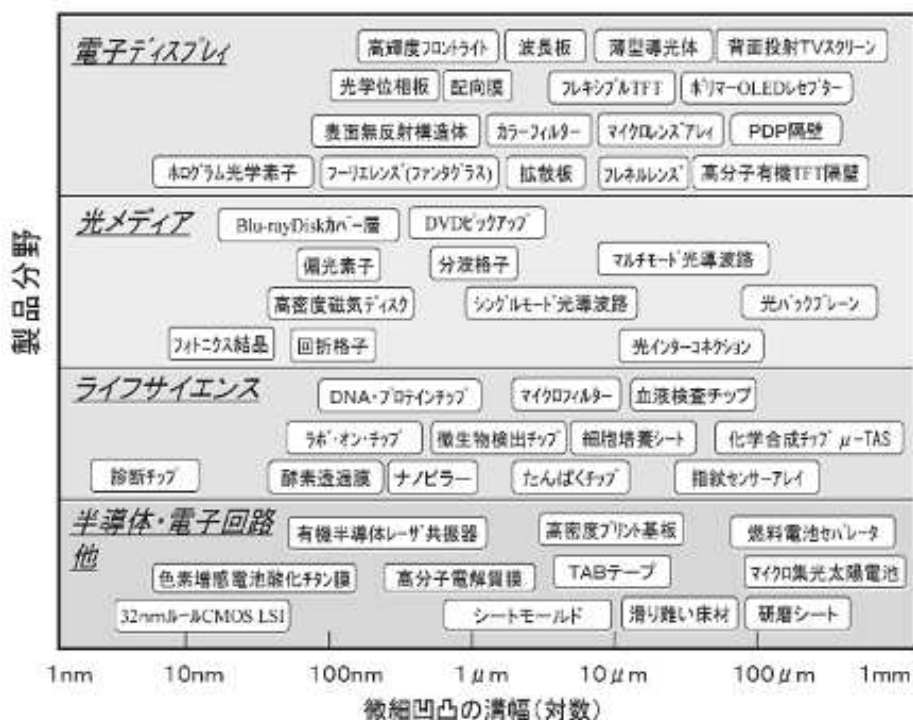 電子ディスプレイ
高輝度フロントライト 波長板 薄型導光体 背面投射TVスクリーン
光学位相板 配向膜 フレキシブルTFT ポリマーOLEDレセプター
表面無反射構造体 カラーフィルター マイクロレンズアレィ PDP隔壁
ホログラム光学素子 フーリエレンズ(ファンタグラス) 拡散板 フレネルレンズ 高分子有機TFT隔壁
光メディア
Blu-rayDiskカバー層 DVDピックアップ
偏光素子 分波格子 マルチモード光導波路
高密度磁気ディスク シングルモード光導波路 光バックプレーン
フォトニクス結晶 回折格子 光インターコネクション
ライフサイエンス
DNA・プロテインチップ マイクロフィルター 血液検査チップ
ラボ・オン・チップ 微生物検出チップ 細胞培養シート 化学合成チップμ-TAS
診断チップ 酵素透過膜 ナノピラー たんぱくチップ 指紋センサーアレイ
半導体・電子回路
他
有機半導体レーザ共振器 高密度プリント基板 燃料電池セパレータ
色素増感電池酸化チタン膜 高分子電解質膜 TABテープ マイクロ集光太陽電池
32nmルールCMOS LSI シートモールド 滑り難い床材 研磨シート
製品分野
1nm 10nm 100nm 1μm 10μm 100μm 1mm
微細凹凸の溝幅(対数)